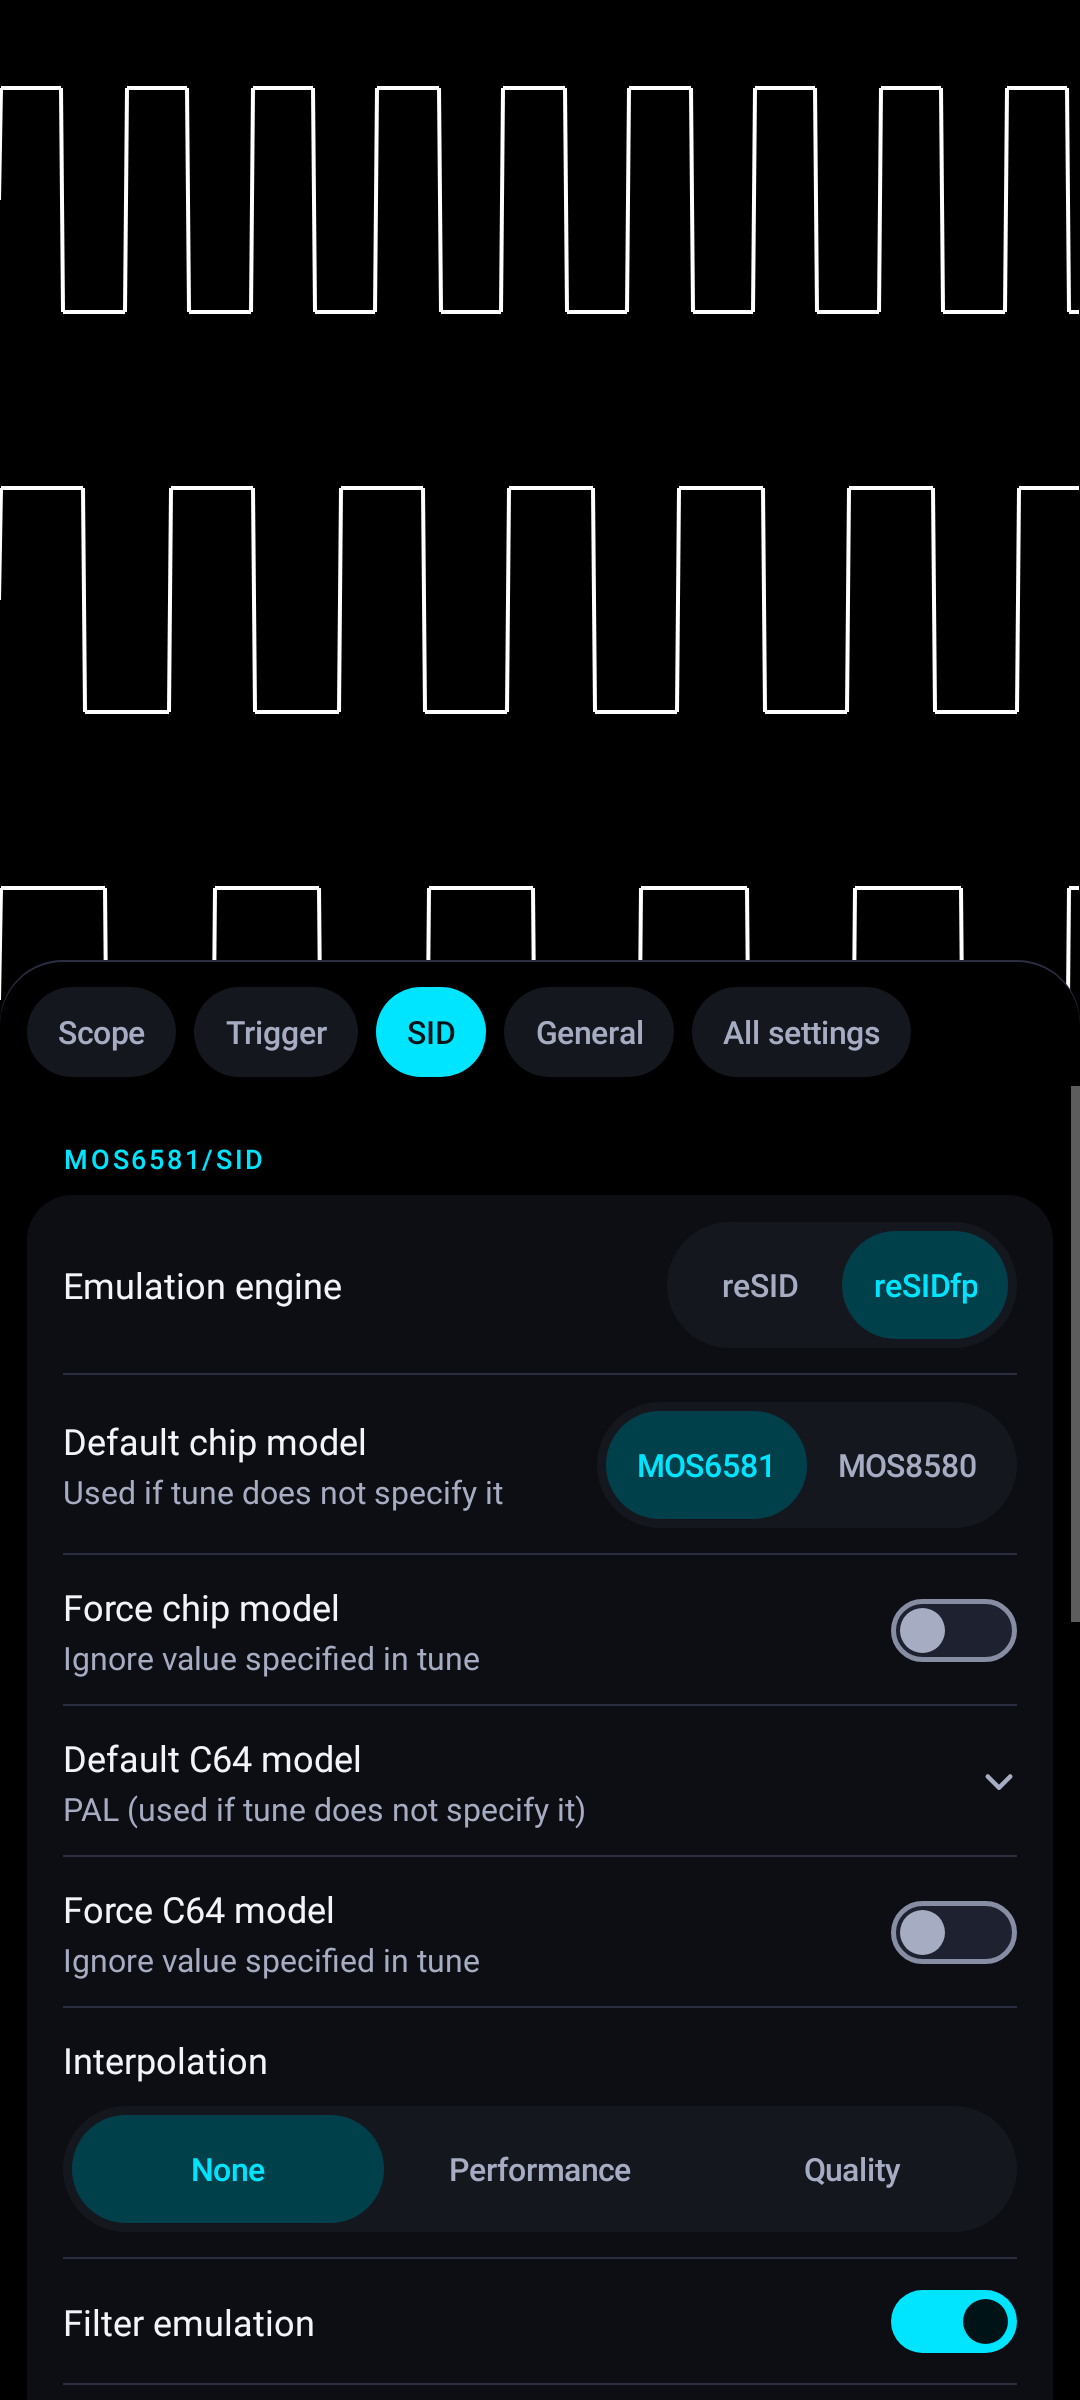 Scope
Trigger
SID
General
All settings
MOS6581/SID
Emulation engine
reSID
reSIDfp
Default chip model
Used if tune does not specify it
MOS6581
MOS8580
Force chip model
Ignore value specified in tune
Default C64 model
PAL (used if tune does not specify it)
Force C64 model
Ignore value specified in tune
Interpolation
None
Performance
Quality
Filter emulation